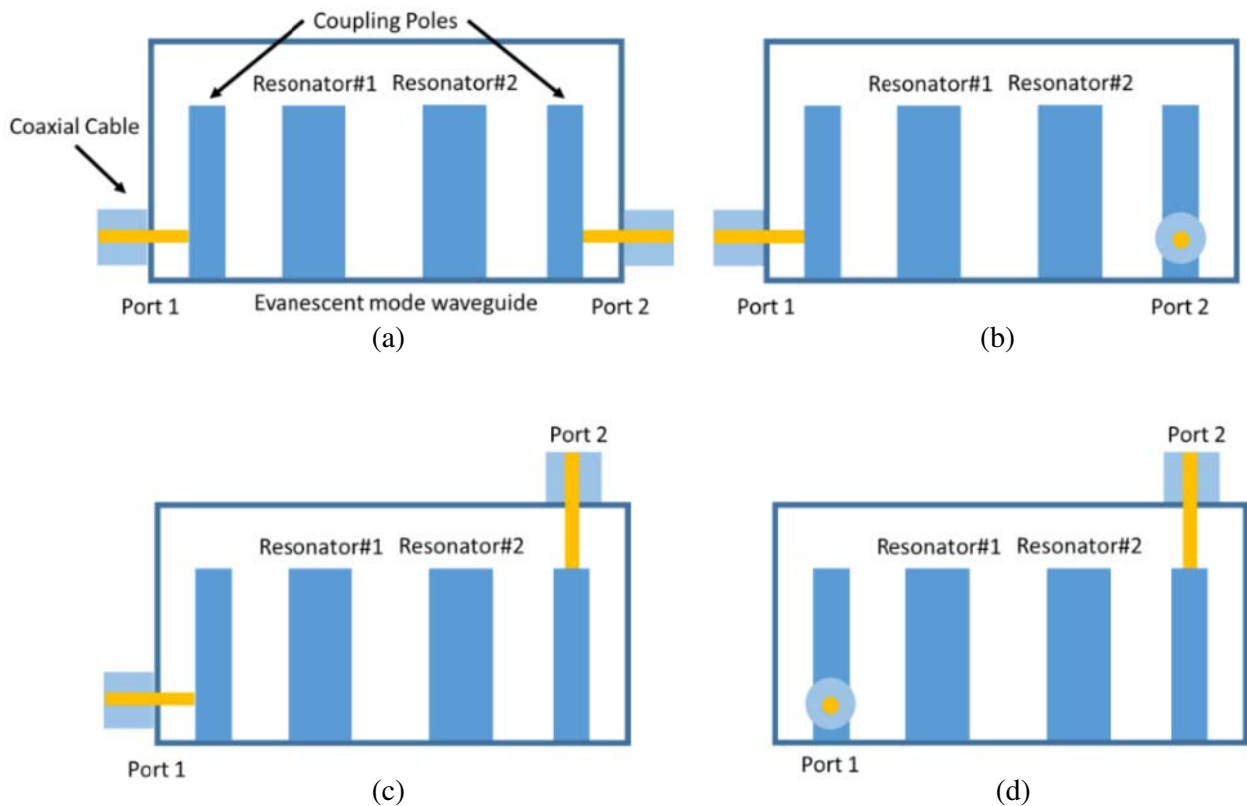 Coupling Poles
Resonator#1 Resonator#2
Coaxial Cable
Port 1 Evanescent mode waveguide Port 2
(a)
Resonator#1 Resonator#2
Port 1 Port 2
(b)
Port 2
Resonator#1 Resonator#2
Port 1
(c)
Port 2
Resonator#1 Resonator#2
Port 1
(d)